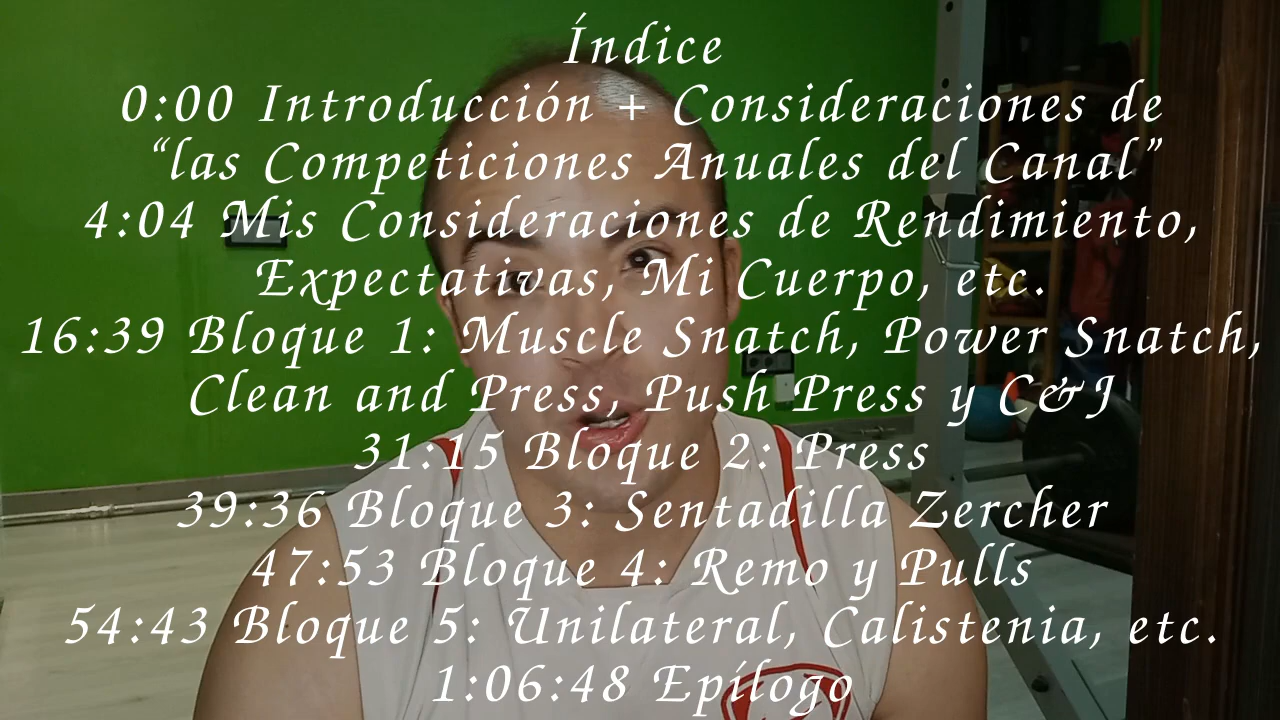 Índice
0:00 Introducción + Consideraciones de
“las Competiciones Anuales del Canal”
4:04 Mis Consideraciones de Rendimiento,
Expectativas, Mi Cuerpo, etc.
16:39 Bloque 1: Muscle Snatch, Power Snatch,
Clean and Press, Push Press y C&J
31:15 Bloque 2: Press
39:36 Bloque 3: Sentadilla Zercher
47:53 Bloque 4: Remo y Pulls
54:43 Bloque 5: Unilateral, Calistenia, etc.
1:06:48 Epílogo